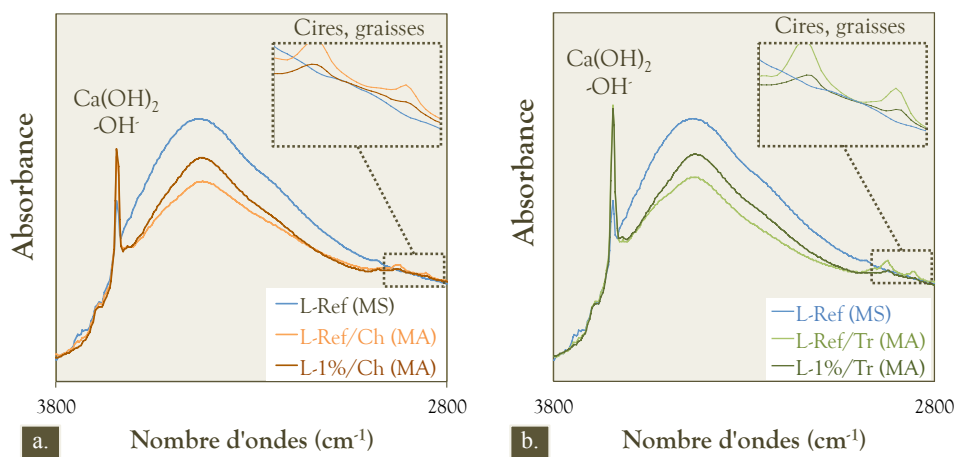 Cires, graisses
Ca(OH)2
-OH-
Absorbance
L-Ref (MS)
L-Ref/Ch (MA)
L-1%/Ch (MA)
3800
2800
a.
Nombre d'ondes (cm-1)
Cires, graisses
Ca(OH)2
-OH-
Absorbance
L-Ref (MS)
L-Ref/Tr (MA)
L-1%/Tr (MA)
3800
2800
b.
Nombre d'ondes (cm-1)